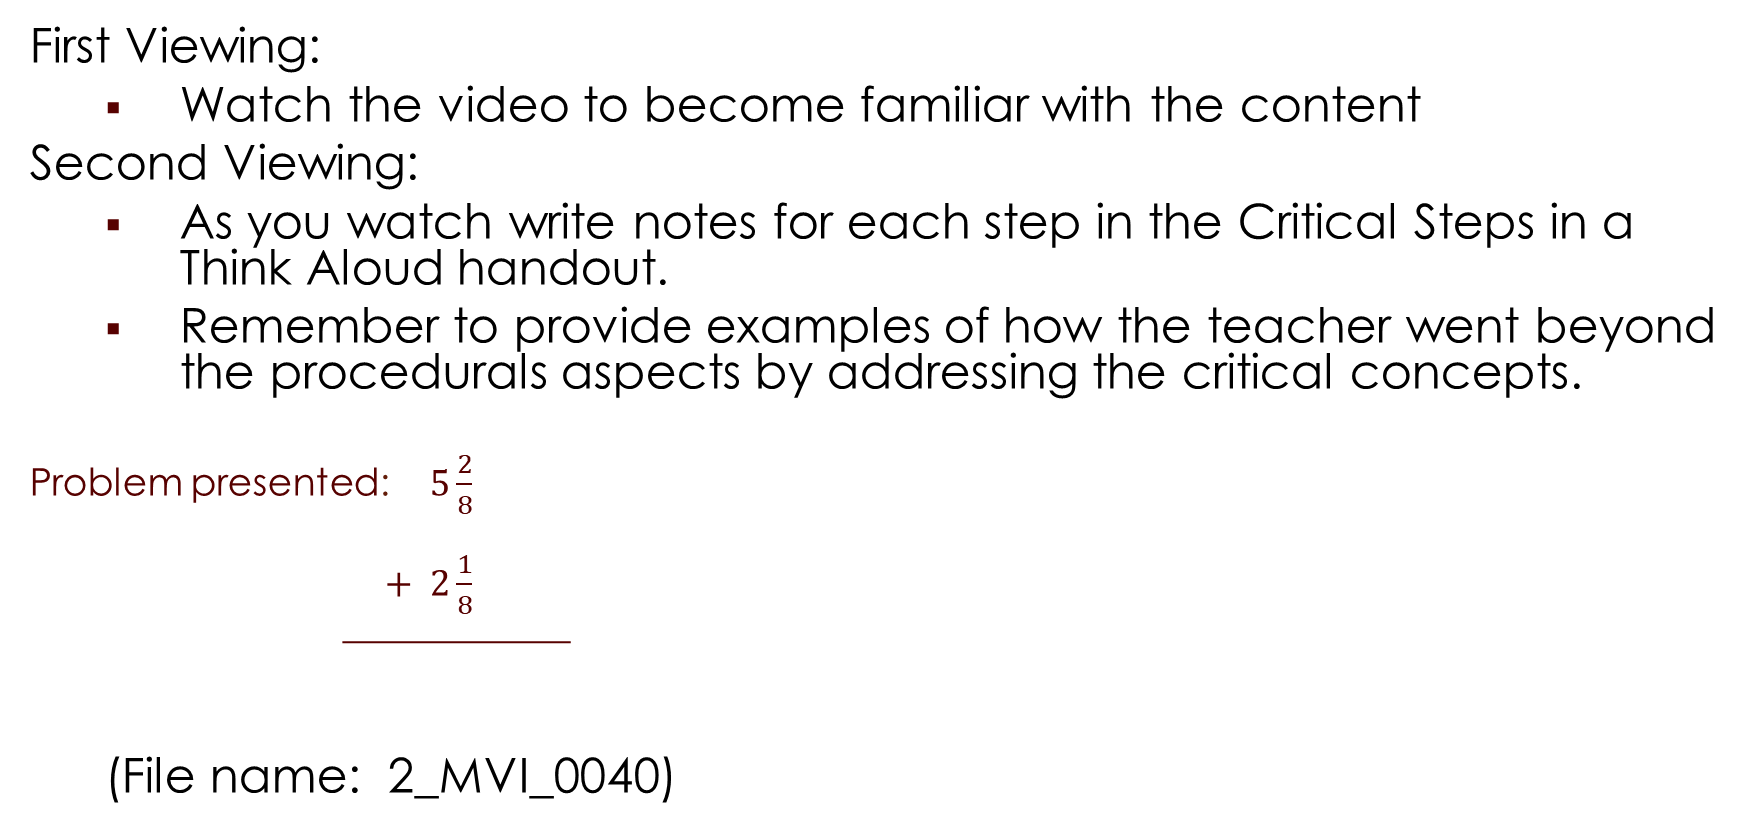 First Viewing:
▪ Watch the video to become familiar with the content
Second Viewing:
▪ As you watch write notes for each step in the Critical Steps in a
Think Aloud handout.
▪ Remember to provide examples of how the teacher went beyond
the procedurals aspects by addressing the critical concepts.
Problem presented: 5 2/8
+ 2 1/8
(File name: 2_MVI_0040)